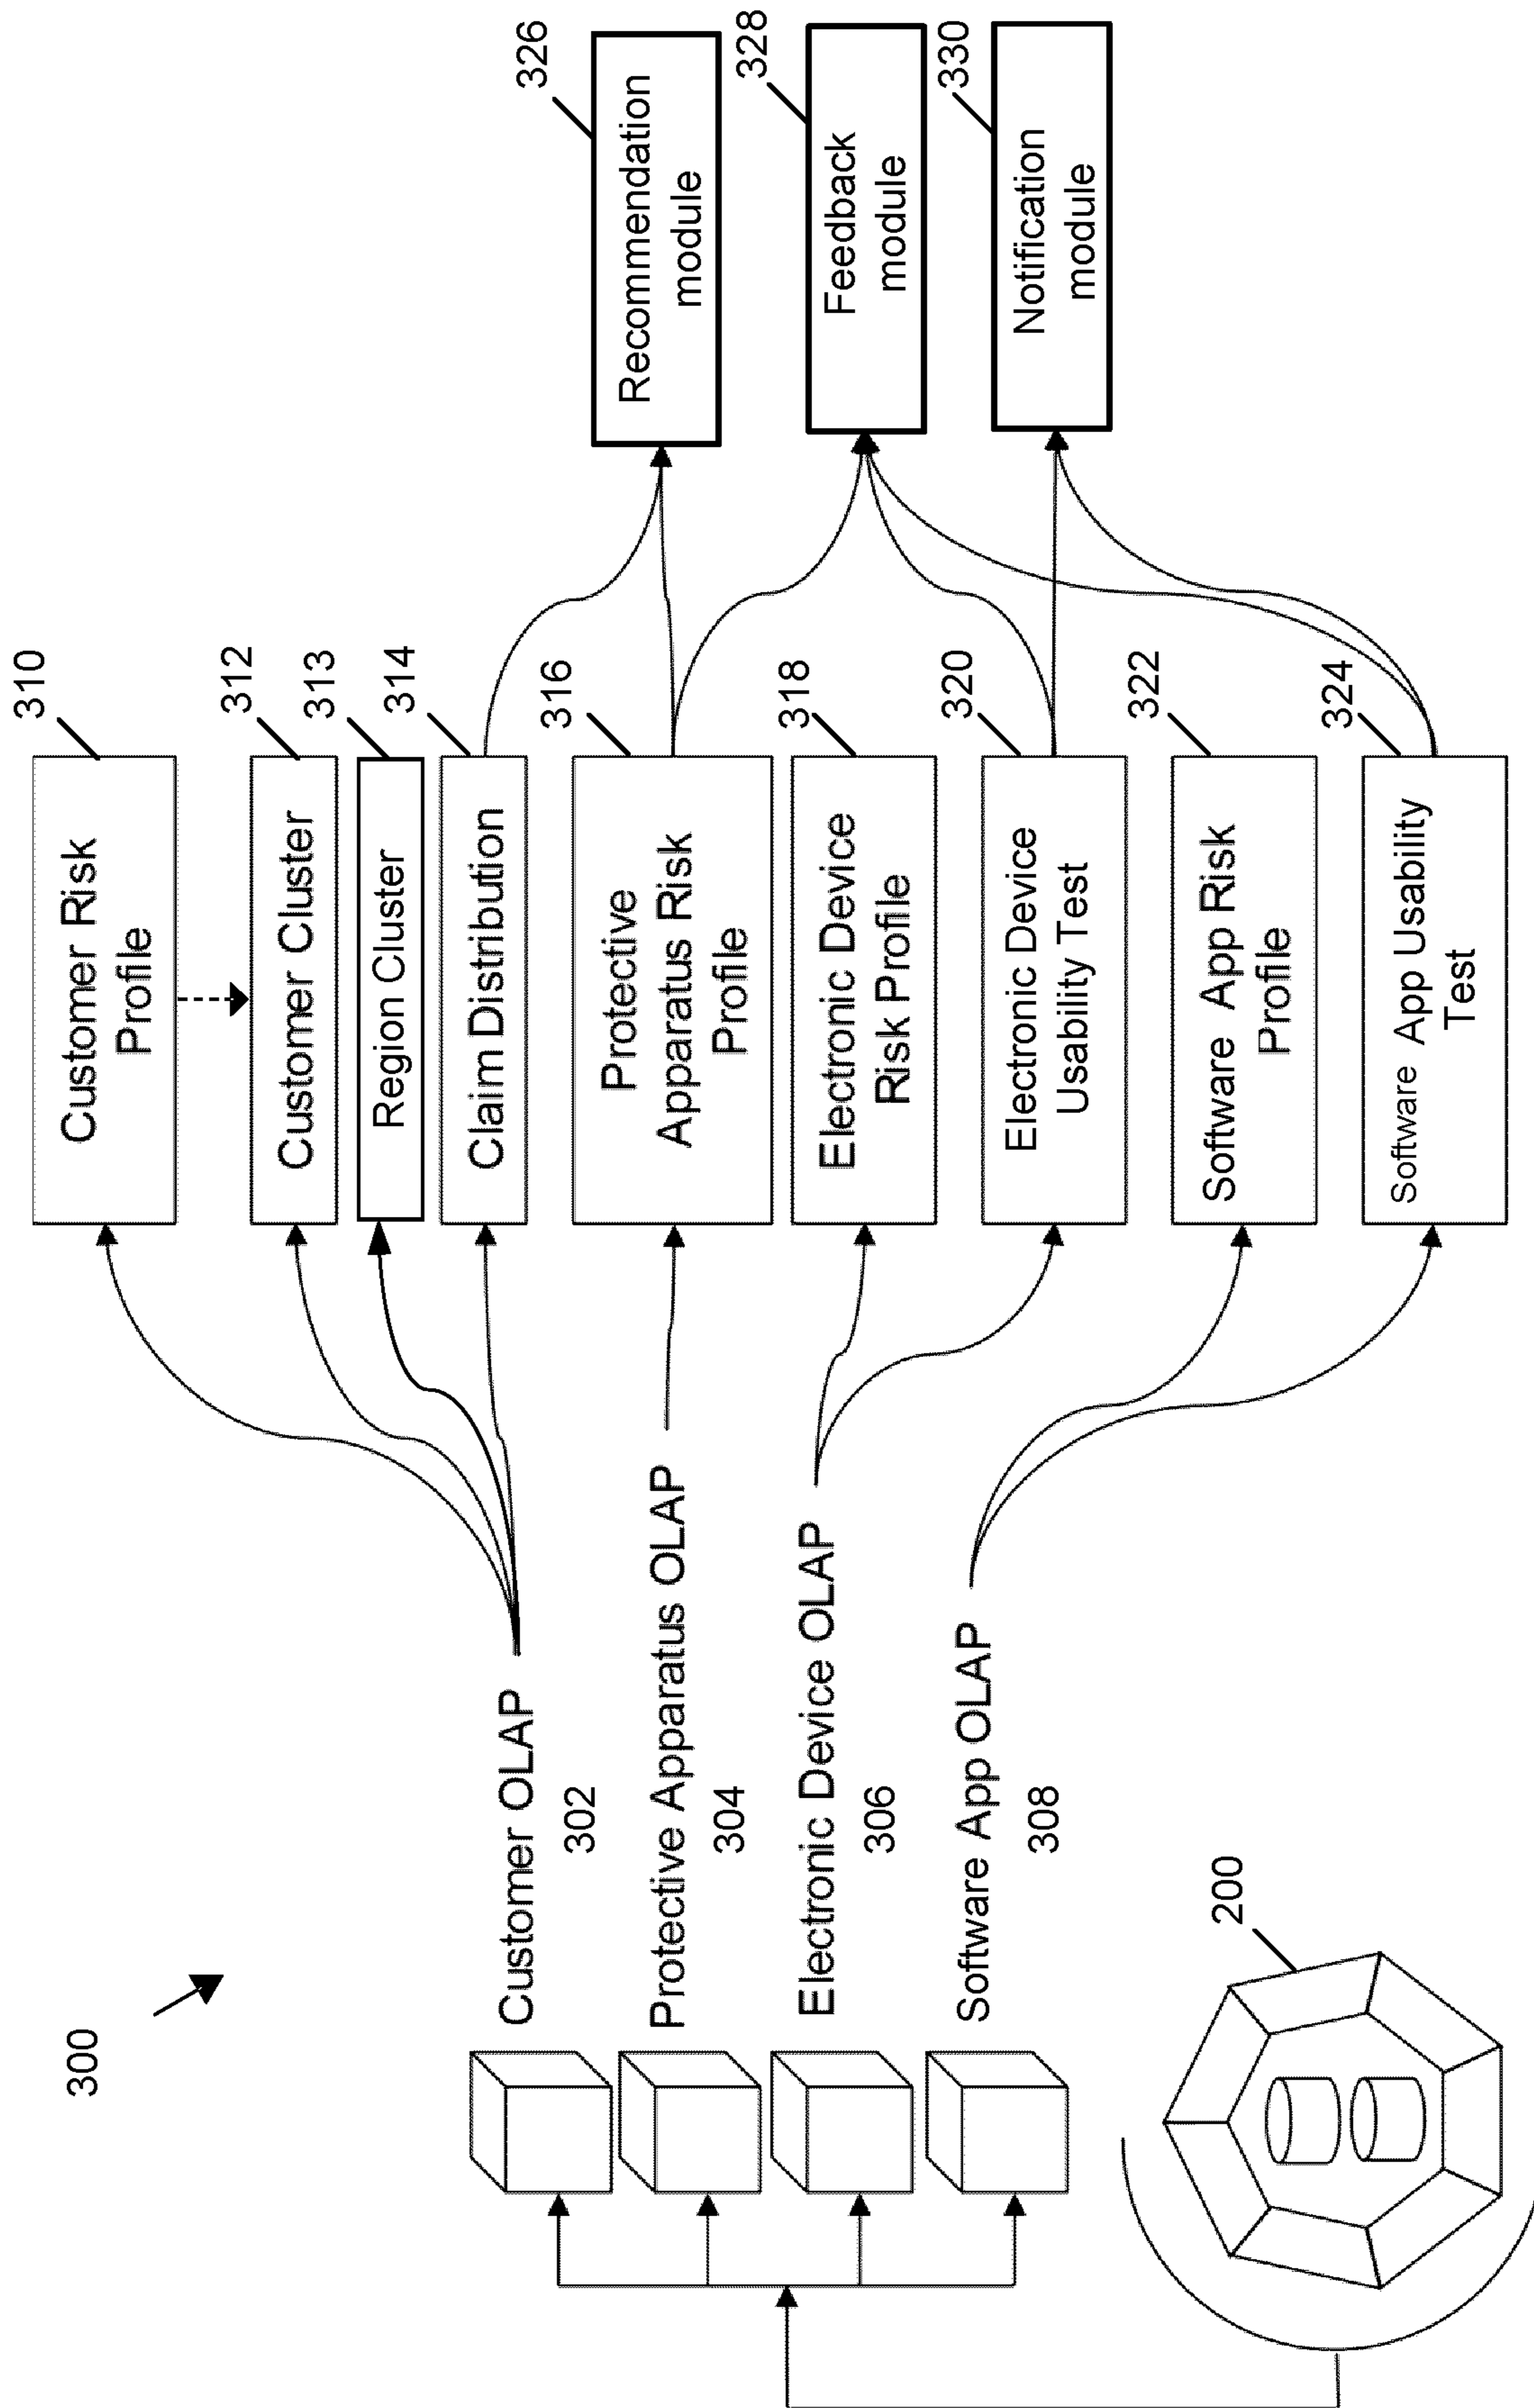 300
Customer OLAP
302
Protective Apparatus OLAP
304
Electronic Device OLAP
306
Software App OLAP
308
200
Customer Risk
Profile
310
Customer Cluster
312
Region Cluster
313
Claim Distribution
314
Protective
Apparatus Risk
Profile
316
Electronic Device
Risk Profile
318
Electronic Device
Usability Test
320
Software App Risk
Profile
322
Software App Usability
Test
324
Recommendation
module
326
Feedback
module
328
Notification
module
330